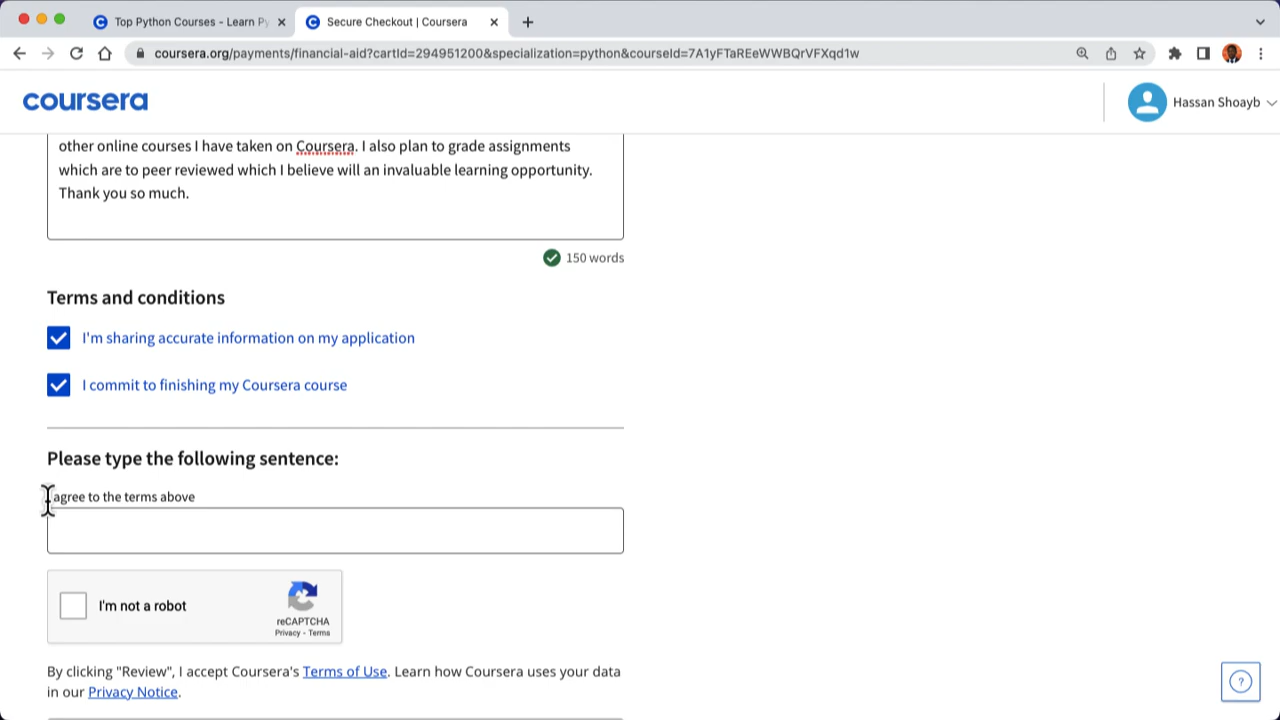 Top Python Courses - Learn Py
Secure Checkout | Coursera
coursera.org/payments/financial-aid?cartId=294951200&specialization=python&courseId=7A1yFTaREeWWBQrVFXqd1w
coursera
Hassan Shoayb
other online courses I have taken on Coursera. I also plan to grade assignments
which are to peer reviewed which I believe will an invaluable learning opportunity.
Thank you so much.
150 words
Terms and conditions
I'm sharing accurate information on my application
I commit to finishing my Coursera course
Please type the following sentence:
I agree to the terms above
I'm not a robot
reCAPTCHA
Privacy - Terms
By clicking "Review", I accept Coursera's Terms of Use. Learn how Coursera uses your data
in our Privacy Notice.